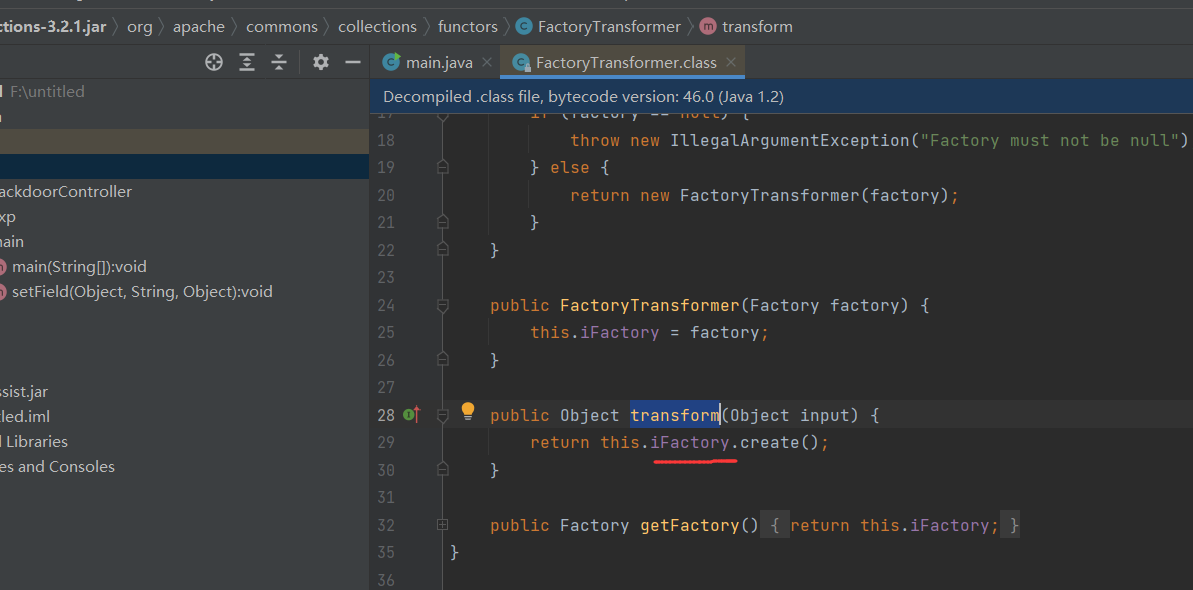 ctions-3.2.1.jar org apache commons collections functors FactoryTransformer transform
main.java FactoryTransformer.class
F:\untitled
Decompiled .class file, bytecode version: 46.0 (Java 1.2)
ackdoorController
xp
main(String[]):void
setField(Object, String, Object):void
sist.jar
led.iml
Libraries
es and Consoles
17 if (factory == null) {
18 throw new IllegalArgumentException("Factory must not be null")
19 } else {
20 return new FactoryTransformer(factory);
21 }
22 }
23
24 public FactoryTransformer(Factory factory) {
25 this.iFactory = factory;
26 }
27
28 public Object transform(Object input) {
29 return this.iFactory.create();
30 }
31
32 public Factory getFactory() { return this.iFactory; }
35 }
36